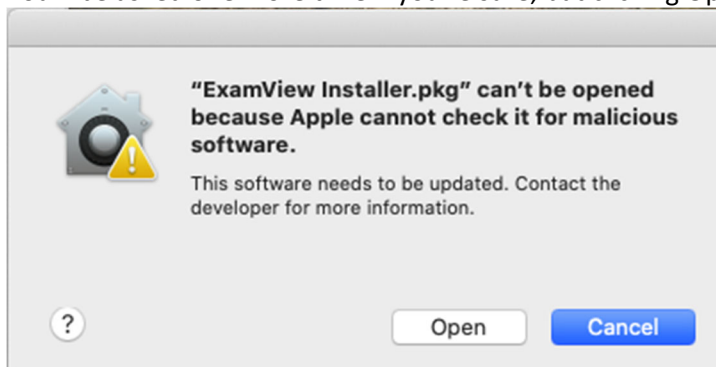 “ExamView Installer.pkg” can’t be opened
because Apple cannot check it for malicious
software.
This software needs to be updated. Contact the
developer for more information.
?
Open
Cancel